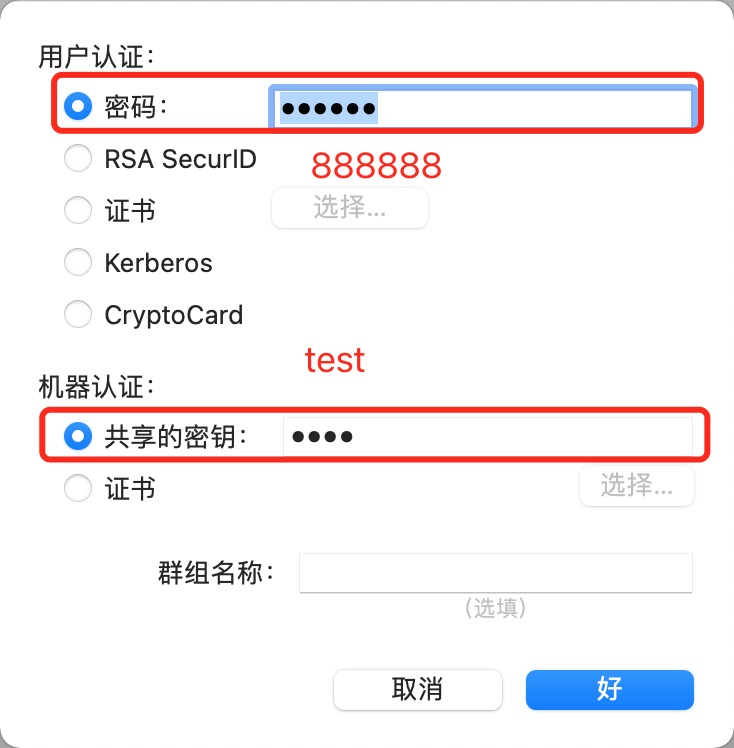 用户认证：
密码： ••••••
RSA SecurID
888888
证书 选择...
Kerberos
CryptoCard
test
机器认证：
共享的密钥： ••••
证书 选择...
群组名称：
(选填)
取消 好